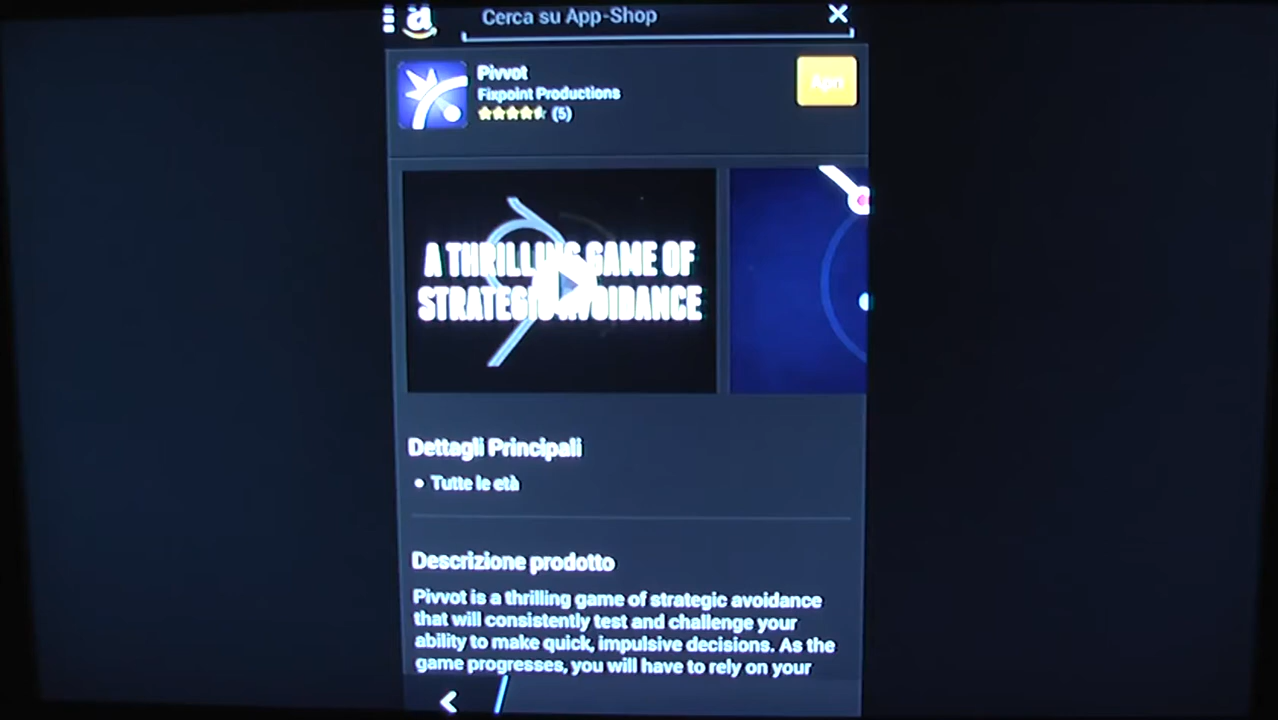 Cerca su App-Shop
Pivvot
Fixpoint Productions
(5)
Apri
A THRILLING GAME OF
STRATEGIC AVOIDANCE
Dettagli Principali
• Tutte le età
Descrizione prodotto
Pivvot is a thrilling game of strategic avoidance
that will consistently test and challenge your
ability to make quick, impulsive decisions. As the
game progresses, you will have to rely on your